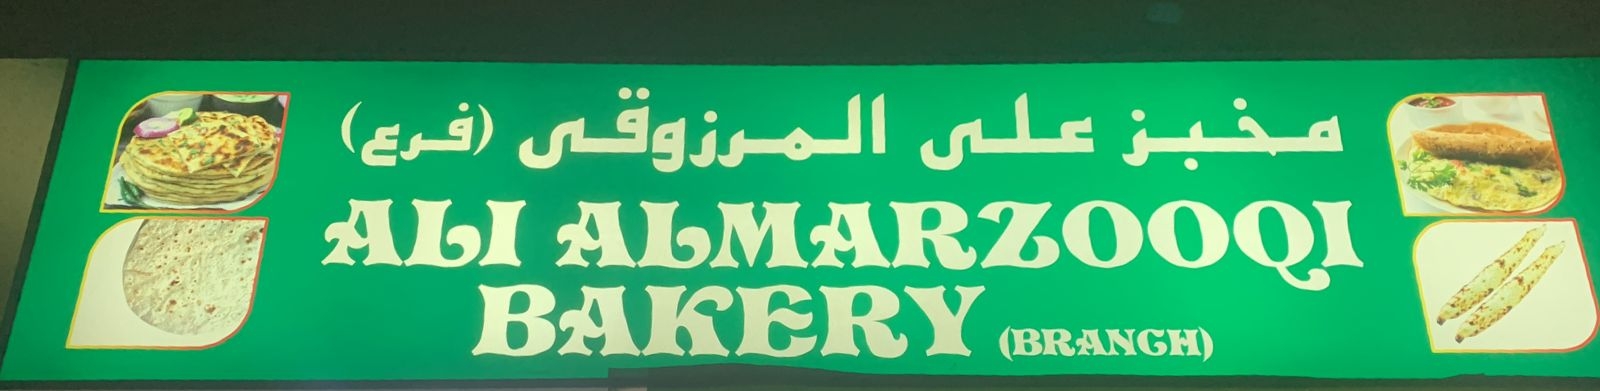 مخبز على المرزوقى (فرع)
ALI ALMARZOOQI
BAKERY (BRANCH)